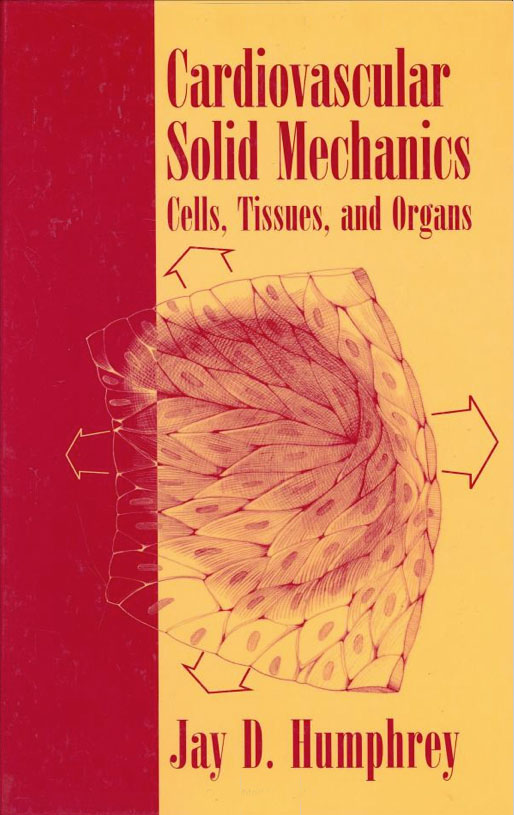 Cardiovascular
Solid Mechanics
Cells, Tissues, and Organs
Jay D. Humphrey